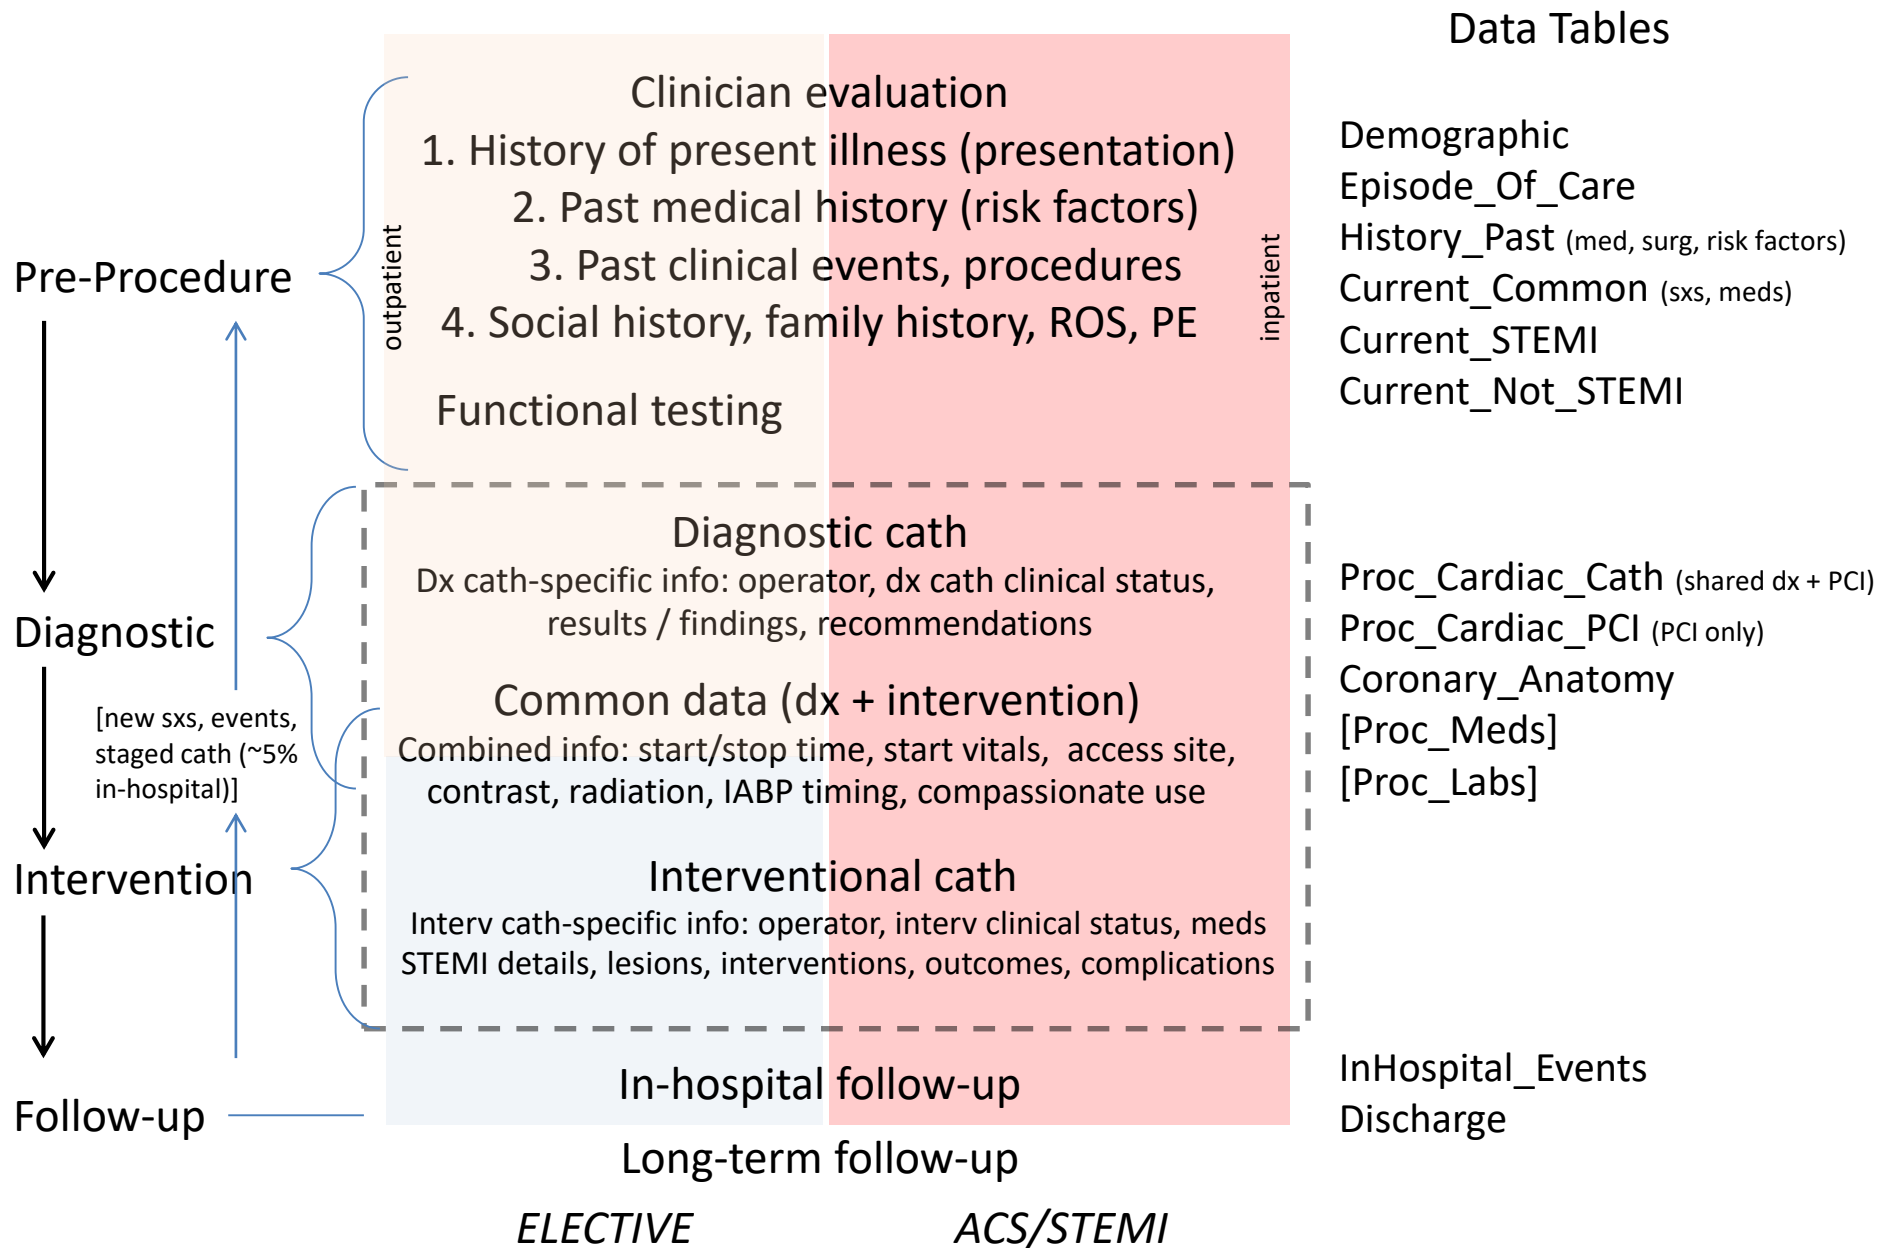 Data Tables
Clinician evaluation
1. History of present illness (presentation)
2. Past medical history (risk factors)
3. Past clinical events, procedures
4. Social history, family history, ROS, PE
Functional testing
outpatient
inpatient
Demographic
Episode_Of_Care
History_Past (med, surg, risk factors)
Current_Common (sxs, meds)
Current_STEMI
Current_Not_STEMI
Pre-Procedure
Diagnostic
[new sxs, events,
staged cath (~5%
in-hospital)]
Intervention
Follow-up
Diagnostic cath
Dx cath-specific info: operator, dx cath clinical status,
results / findings, recommendations
Common data (dx + intervention)
Combined info: start/stop time, start vitals, access site,
contrast, radiation, IABP timing, compassionate use
Interventional cath
Interv cath-specific info: operator, interv clinical status, meds
STEMI details, lesions, interventions, outcomes, complications
Proc_Cardiac_Cath (shared dx + PCI)
Proc_Cardiac_PCI (PCI only)
Coronary_Anatomy
[Proc_Meds]
[Proc_Labs]
In-hospital follow-up
Long-term follow-up
InHospital_Events
Discharge
ELECTIVE
ACS/STEMI